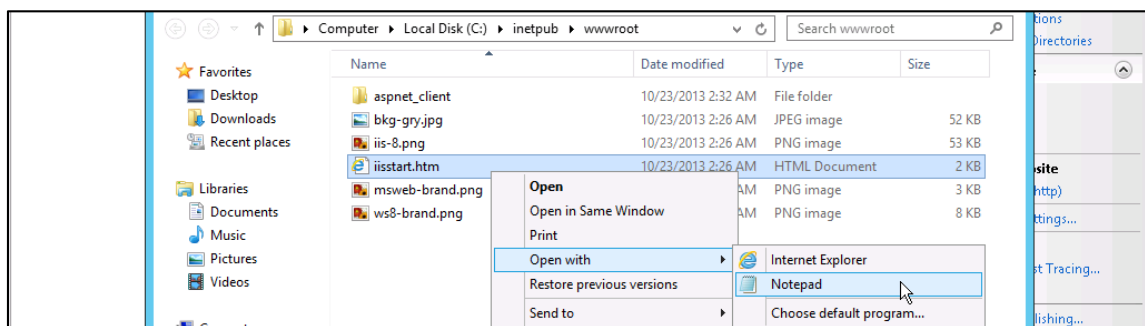 Computer Local Disk (C:) inetpub wwwroot Search wwwroot
tions
Directories
Favorites
Desktop
Downloads
Recent places
Libraries
Documents
Music
Pictures
Videos
Name Date modified Type Size
aspnet_client 10/23/2013 2:32 AM File folder
bkg-gry.jpg 10/23/2013 2:26 AM JPEG image 52 KB
iis-8.png 10/23/2013 2:26 AM PNG image 53 KB
iisstart.htm 10/23/2013 2:26 AM HTML Document 2 KB
msweb-brand.png AM PNG image 3 KB
ws8-brand.png AM PNG image 8 KB
Open
Open in Same Window
Print
Open with
Restore previous versions
Send to
Internet Explorer
Notepad
Choose default program...
site
http)
ttings...
st Tracing...
lishing...